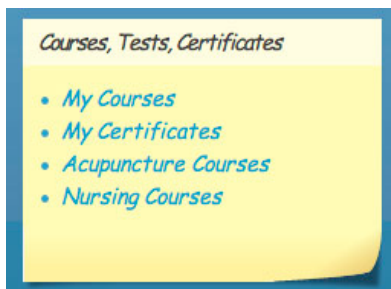 Courses, Tests, Certificates
My Courses
My Certificates
Acupuncture Courses
Nursing Courses